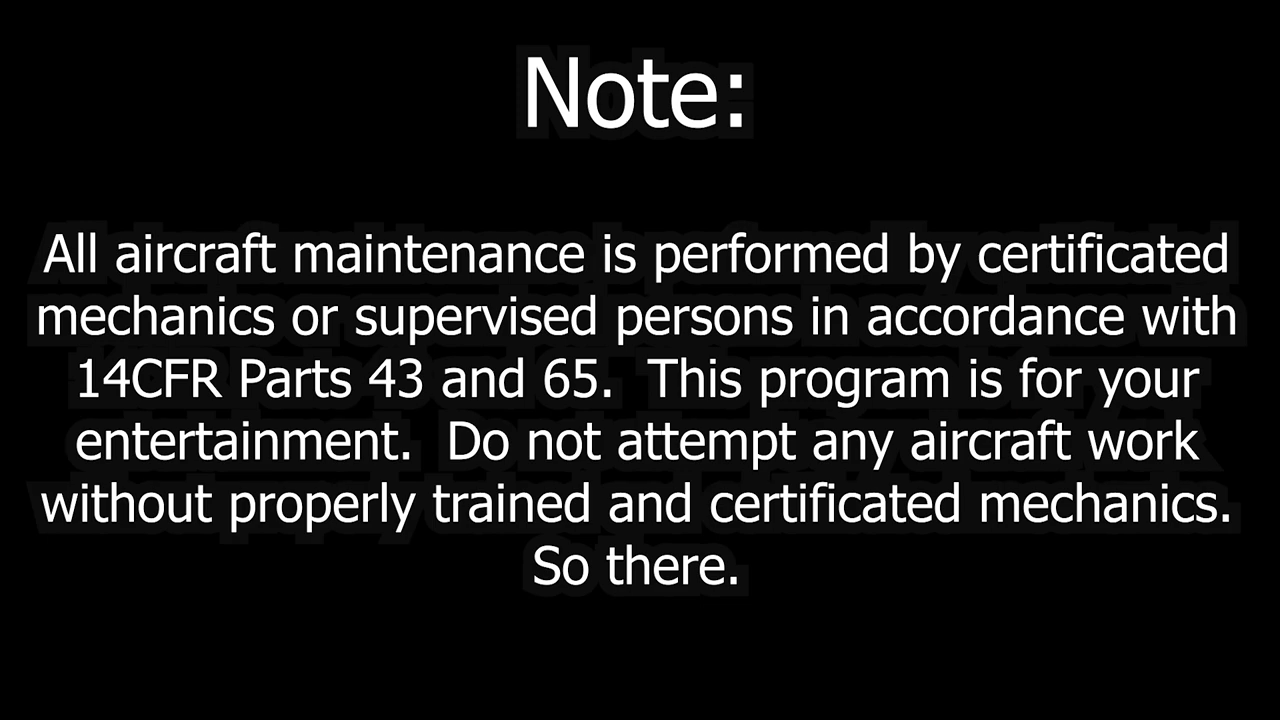 Note:
All aircraft maintenance is performed by certificated
mechanics or supervised persons in accordance with
14CFR Parts 43 and 65.  This program is for your
entertainment.  Do not attempt any aircraft work
without properly trained and certificated mechanics.
So there.